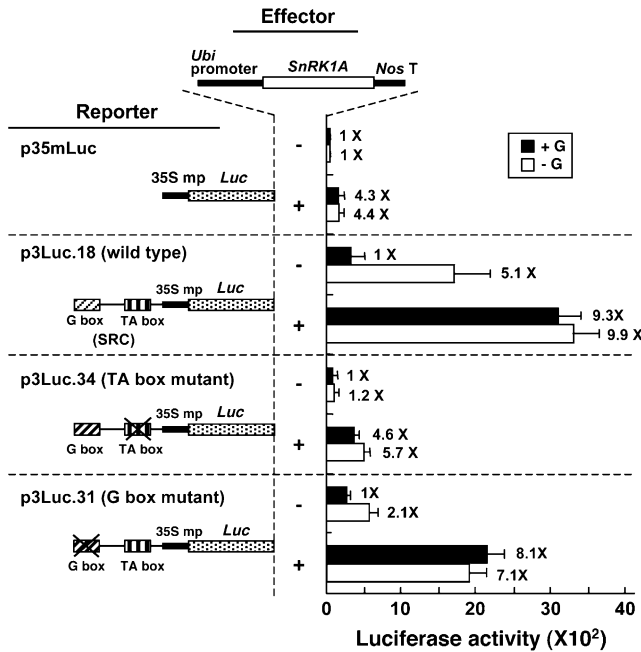 Effector
Ubi promoter
SnRK1A
Nos T
Reporter
+ G
- G
p35mLuc
35S mp
Luc
-
1 X
1 X
+
4.3 X
4.4 X
p3Luc.18 (wild type)
35S mp
Luc
G box
TA box
(SRC)
-
1 X
5.1 X
+
9.3X
9.9 X
p3Luc.34 (TA box mutant)
35S mp
Luc
G box
TA box
-
1 X
1.2 X
+
4.6 X
5.7 X
p3Luc.31 (G box mutant)
35S mp
Luc
G box
TA box
-
1X
2.1X
+
8.1X
7.1X
0 10 20 30 40
Luciferase activity (X10²)